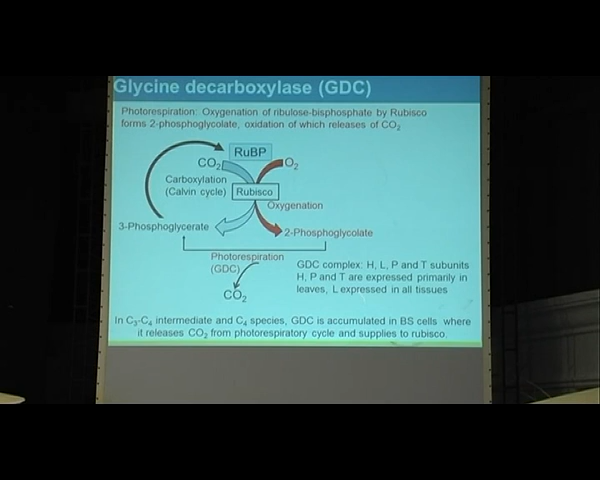 Glycine decarboxylase (GDC)
Photorespiration: Oxygenation of ribulose-bisphosphate by Rubisco
forms 2-phosphoglycolate, oxidation of which releases of CO₂
RuBP
CO₂
O₂
Carboxylation
(Calvin cycle)
Rubisco
Oxygenation
3-Phosphoglycerate
2-Phosphoglycolate
Photorespiration
(GDC)
CO₂
GDC complex: H, L, P and T subunits
H, P and T are expressed primarily in
leaves, L expressed in all tissues
In C₃-C₄ intermediate and C₄ species, GDC is accumulated in BS cells where
it releases CO₂ from photorespiratory cycle and supplies to rubisco.